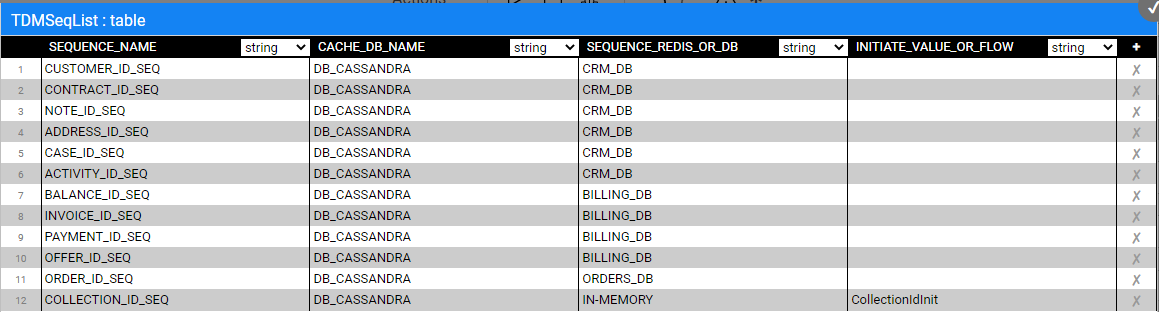 TDMSeqList : table
SEQUENCE_NAME string CACHE_DB_NAME string SEQUENCE_REDIS_OR_DB string INITIATE_VALUE_OR_FLOW string +
1 CUSTOMER_ID_SEQ DB_CASSANDRA CRM_DB ✗
2 CONTRACT_ID_SEQ DB_CASSANDRA CRM_DB ✗
3 NOTE_ID_SEQ DB_CASSANDRA CRM_DB ✗
4 ADDRESS_ID_SEQ DB_CASSANDRA CRM_DB ✗
5 CASE_ID_SEQ DB_CASSANDRA CRM_DB ✗
6 ACTIVITY_ID_SEQ DB_CASSANDRA CRM_DB ✗
7 BALANCE_ID_SEQ DB_CASSANDRA BILLING_DB ✗
8 INVOICE_ID_SEQ DB_CASSANDRA BILLING_DB ✗
9 PAYMENT_ID_SEQ DB_CASSANDRA BILLING_DB ✗
10 OFFER_ID_SEQ DB_CASSANDRA BILLING_DB ✗
11 ORDER_ID_SEQ DB_CASSANDRA ORDERS_DB ✗
12 COLLECTION_ID_SEQ DB_CASSANDRA IN-MEMORY CollectionIdInit ✗